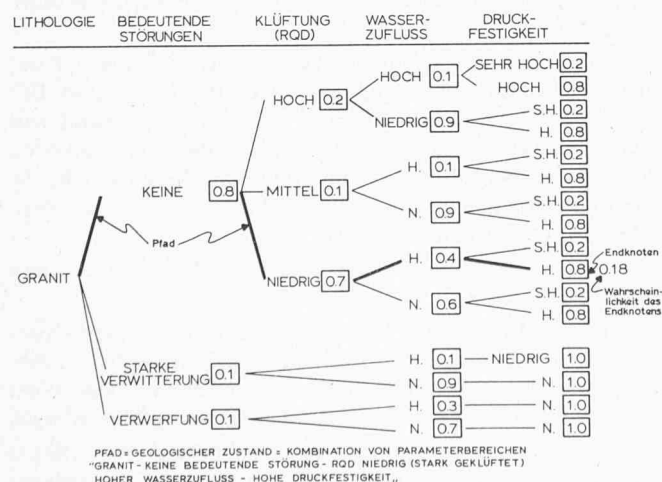 LITHOLOGIE BEDEUTENDE STÖRUNGEN KLÜFTUNG (RQD) WASSER-ZUFLUSS DRUCK-FESTIGKEIT
SEHR HOCH 0.2
HOCH 0.1
HOCH 0.8
HOCH 0.2
S.H. 0.2
NIEDRIG 0.9
H. 0.8
S.H. 0.2
H. 0.1
H. 0.8
KEINE 0.8 MITTEL 0.1
S.H. 0.2
N. 0.9
H. 0.8
Pfad
S.H. 0.2
Endknoten
H. 0.4
H. 0.8 0.18
GRANIT
NIEDRIG 0.7
S.H. 0.2
Wahrschein-
lichkeit des
Endknotens
N. 0.6
H. 0.8
H. 0.1 NIEDRIG 1.0
STARKE
VERWITTERUNG 0.1
N. 0.9 N. 1.0
H. 0.3 N. 1.0
VERWERFUNG 0.1
N. 0.7 N. 1.0
PFAD = GEOLOGISCHER ZUSTAND = KOMBINATION VON PARAMETERBEREICHEN
"GRANIT - KEINE BEDEUTENDE STÖRUNG - RQD NIEDRIG (STARK GEKLÜFTET)
HOHER WASSERZUFLUSS - HOHE DRUCKFESTIGKEIT„